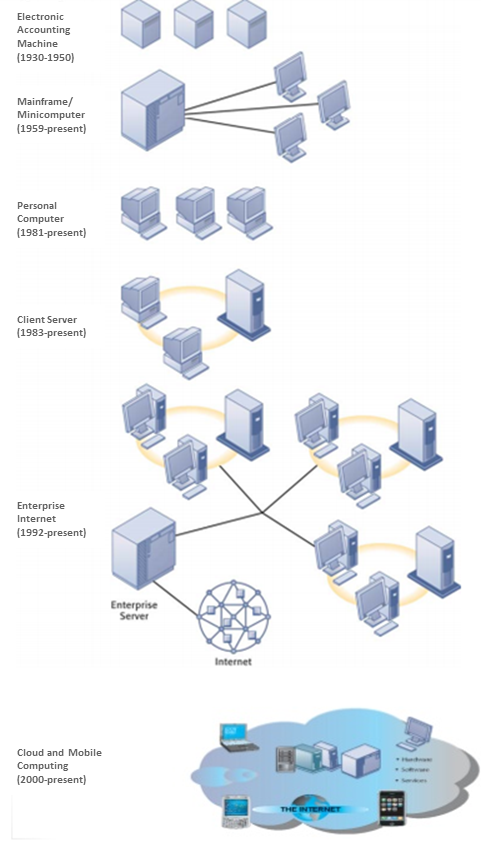 Electronic
Accounting
Machine
(1930-1950)
Mainframe/
Minicomputer
(1959-present)
Personal
Computer
(1981-present)
Client Server
(1983-present)
Enterprise
Internet
(1992-present)
Enterprise
Server
Internet
Cloud and Mobile
Computing
(2000-present)
• Hardware
• Software
• Services
THE INTERNET